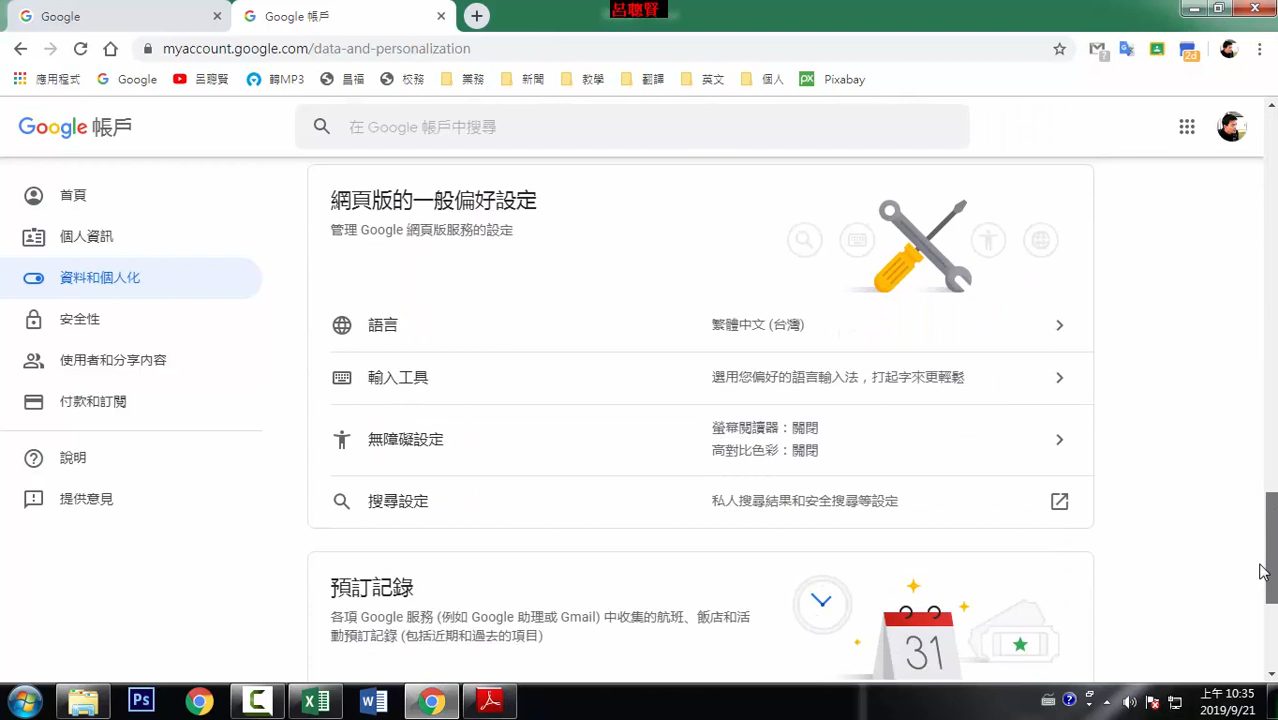 呂聰賢
Google
Google 帳戶
myaccount.google.com/data-and-personalization
應用程式
Google
呂恩賢
轉MP3
昌福
校務
業務
新聞
教學
翻譯
英文
個人
px
Pixabay
2d
Google 帳戶
在 Google 帳戶中搜尋
首頁
個人資訊
資料和個人化
安全性
使用者和分享內容
付款和訂閱
說明
提供意見
網頁版的一般偏好設定
管理 Google 網頁版服務的設定
語言
繁體中文 (台灣)
輸入工具
選用您偏好的語言輸入法，打起字來更輕鬆
無障礙設定
螢幕閱讀器：關閉
高對比色彩：關閉
搜尋設定
私人搜尋結果和安全搜尋等設定
預訂記錄
各項 Google 服務 (例如 Google 助理或 Gmail) 中收集的航班、飯店和活
動預訂記錄 (包括近期和過去的項目)
31
Ps
上午 10:35
2019/9/21